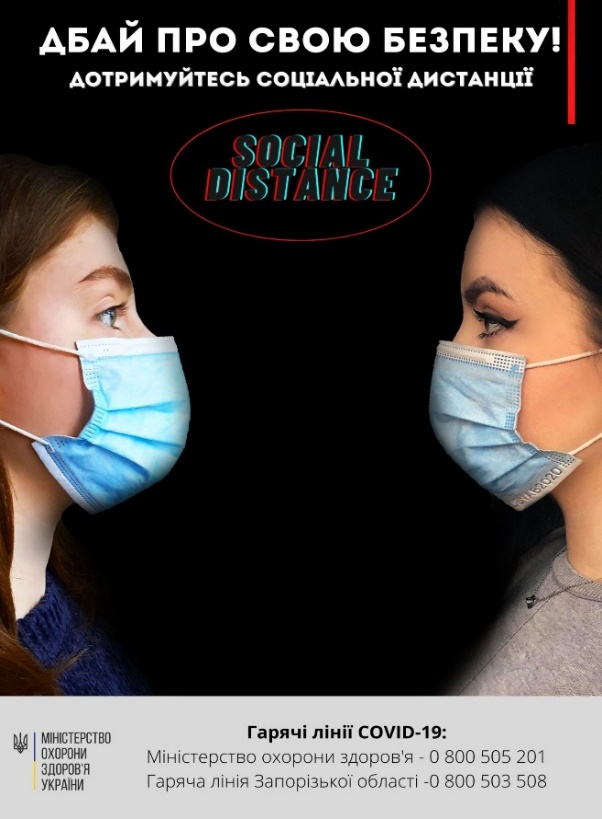 ДБАЙ ПРО СВОЮ БЕЗПЕКУ!
ДОТРИМУЙТЕСЬ СОЦІАЛЬНОЇ ДИСТАНЦІЇ
SOCIAL
DISTANCE
МІНІСТЕРСТВО
ОХОРОНИ
ЗДОРОВ'Я
УКРАЇНИ
Гарячі лінії COVID-19:
Міністерство охорони здоров'я - 0 800 505 201
Гаряча лінія Запорізької області -0 800 503 508